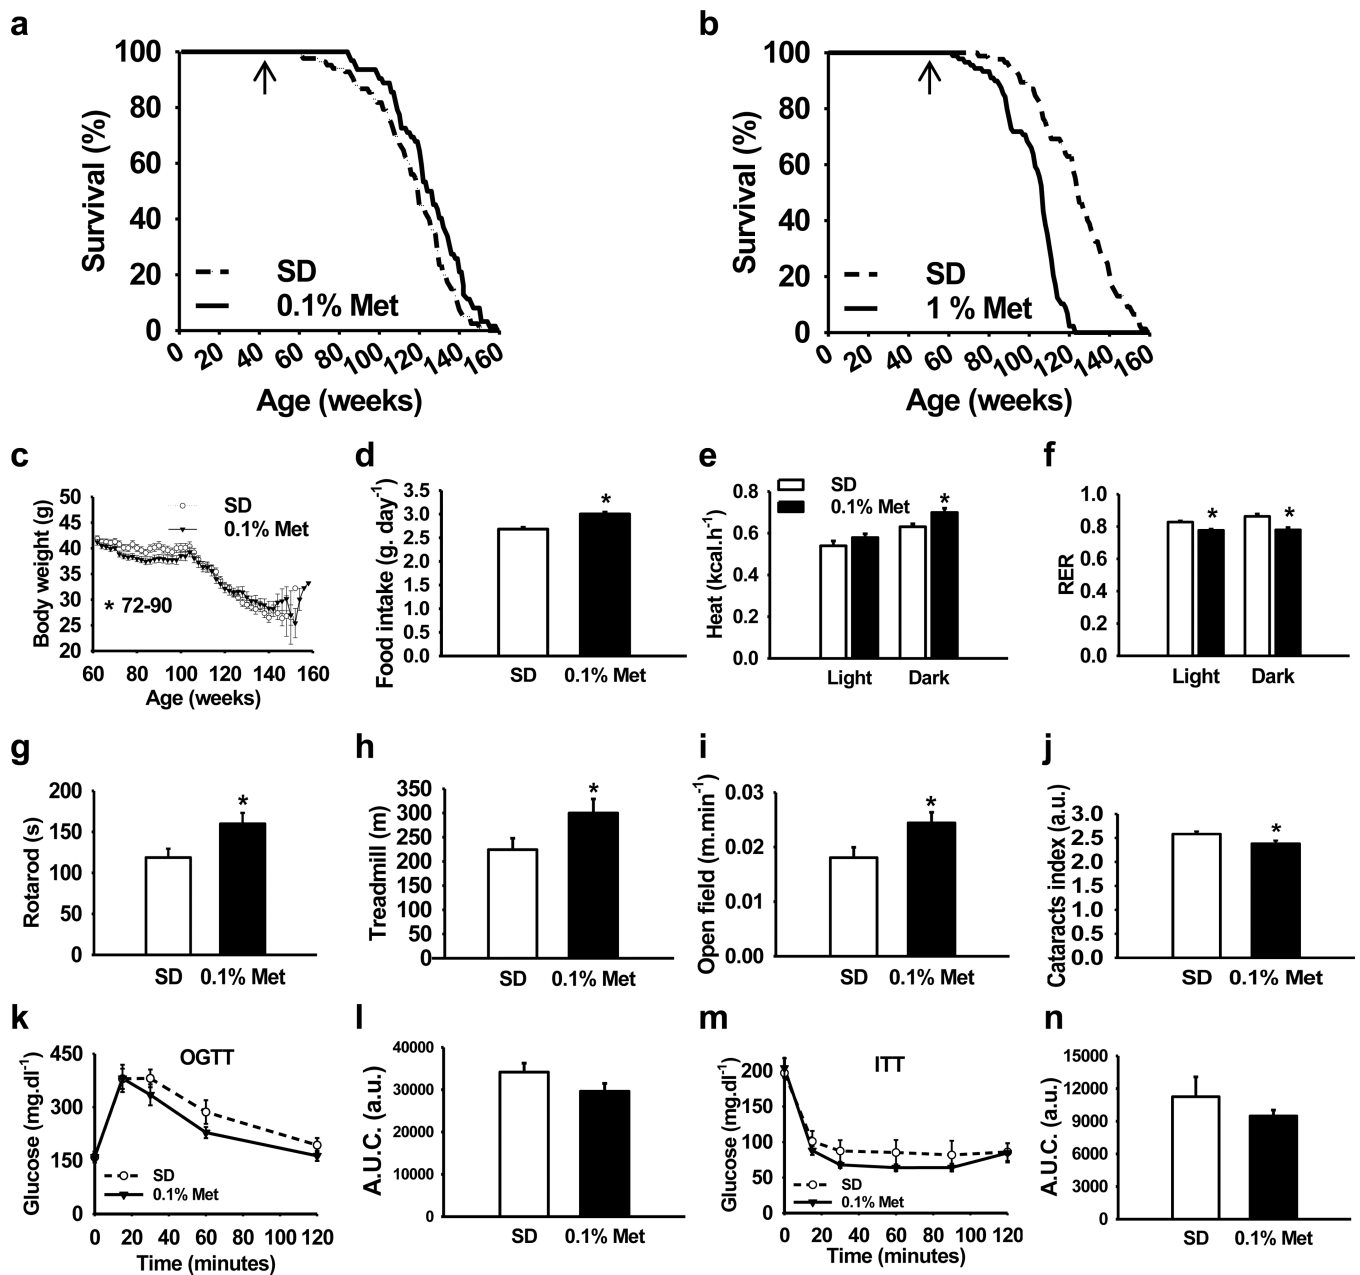 a
b
100
80
60
40
20
0
Survival (%)
SD
0.1% Met
0 20 40 60 80 100 120 140 160
Age (weeks)
100
80
60
40
20
0
Survival (%)
SD
1 % Met
0 20 40 60 80 100 120 140 160
Age (weeks)
c
50
45
40
35
30
25
20
Body weight (g)
SD
0.1% Met
* 72-90
60 80 100 120 140 160
Age (weeks)
d
3.5
3.0
2.5
2.0
1.5
1.0
0.5
0.0
Food intake (g. day-1)
*
SD 0.1% Met
e
0.8
0.6
0.4
0.2
0.0
Heat (kcal.h-1)
SD
0.1% Met
*
Light Dark
f
1.0
0.8
0.6
0.4
0.2
0.0
RER
* *
Light Dark
g
200
150
100
50
0
Rotarod (s)
*
SD 0.1% Met
h
350
300
250
200
150
100
50
0
Treadmill (m)
*
SD 0.1% Met
i
0.03
0.02
0.01
0.00
Open field (m.min-1)
*
SD 0.1% Met
j
3.0
2.5
2.0
1.5
1.0
0.5
0.0
Cataracts index (a.u.)
*
SD 0.1% Met
k
450
300
150
0
Glucose (mg.dl-1)
OGTT
SD
0.1% Met
0 20 40 60 80 100 120
Time (minutes)
l
40000
30000
20000
10000
0
A.U.C. (a.u.)
SD 0.1% Met
m
200
150
100
50
0
Glucose (mg.dl-1)
ITT
SD
0.1% Met
0 20 40 60 80 100 120
Time (minutes)
n
15000
12000
9000
6000
3000
0
A.U.C. (a.u.)
SD 0.1% Met